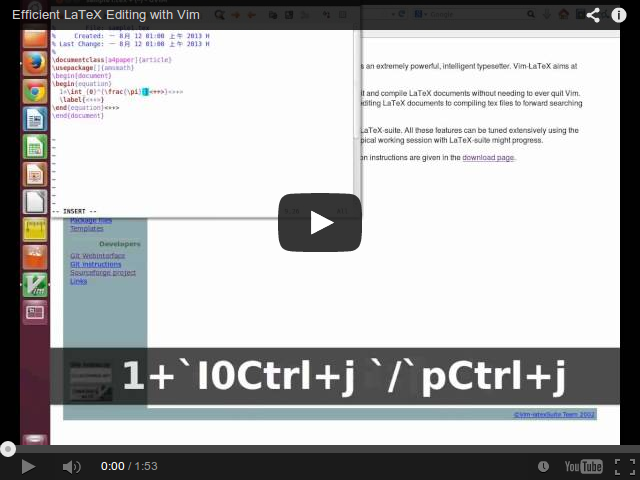 Efficient LaTeX Editing with Vim
% Created: 一 8月 12 01:00 上午 2013 H
% Last Change: 一 8月 12 01:00 上午 2013 H
%
\documentclass[a4paper]{article}
\usepackage[]{amsmath}
\begin{document}
\begin{equation}
\label{<++>}
\end{equation}<++>
\end{document}
-- INSERT --
s an extremely powerful, intelligent typesetter. Vim-LaTeX aims at
it and compile LaTeX documents without needing to ever quit Vim.
editing LaTeX documents to compiling tex files to forward searching
LaTeX-suite. All these features can be tuned extensively using the
pical working session with LaTeX-suite might progress.
on instructions are given in the download page.
Package files
Templates
Developers
Git Webinterface
Git Instructions
Sourceforge project
Links
1+`I0Ctrl+j `/`pCtrl+j
©Vim-latexSuite Team 2002
0:00 / 1:53
YouTube